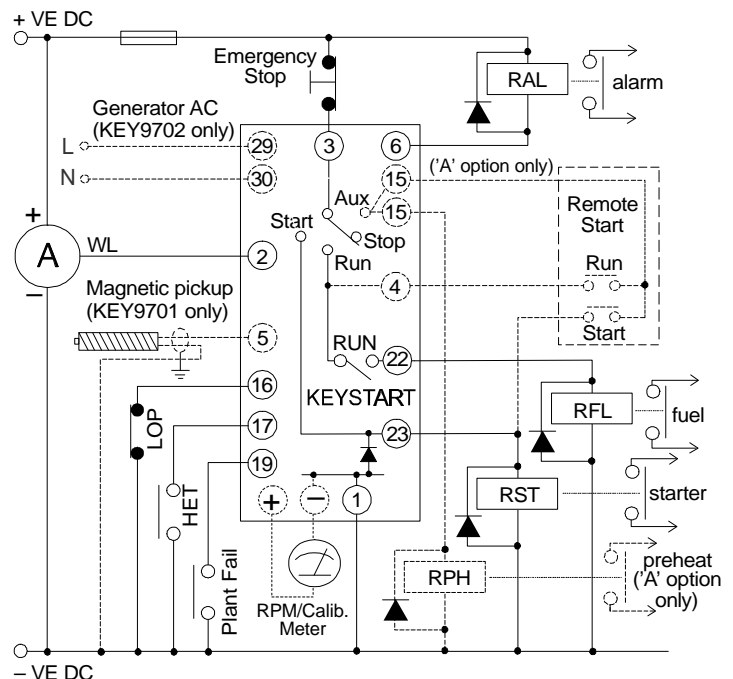 + VE DC
Emergency
Stop
RAL
alarm
Generator AC
(KEY9702 only)
L
N
29
30
3
6
15
('A' option only)
15
Aux
Start
Stop
Run
Remote
Start
Run
Start
+
A
–
WL
2
4
Magnetic pickup
(KEY9701 only)
5
RUN
22
KEYSTART
16
LOP
17
HET
19
Plant Fail
23
+
–
1
RPM/Calib.
Meter
RFL
fuel
RST
starter
RPH
preheat
('A' option
only)
– VE DC